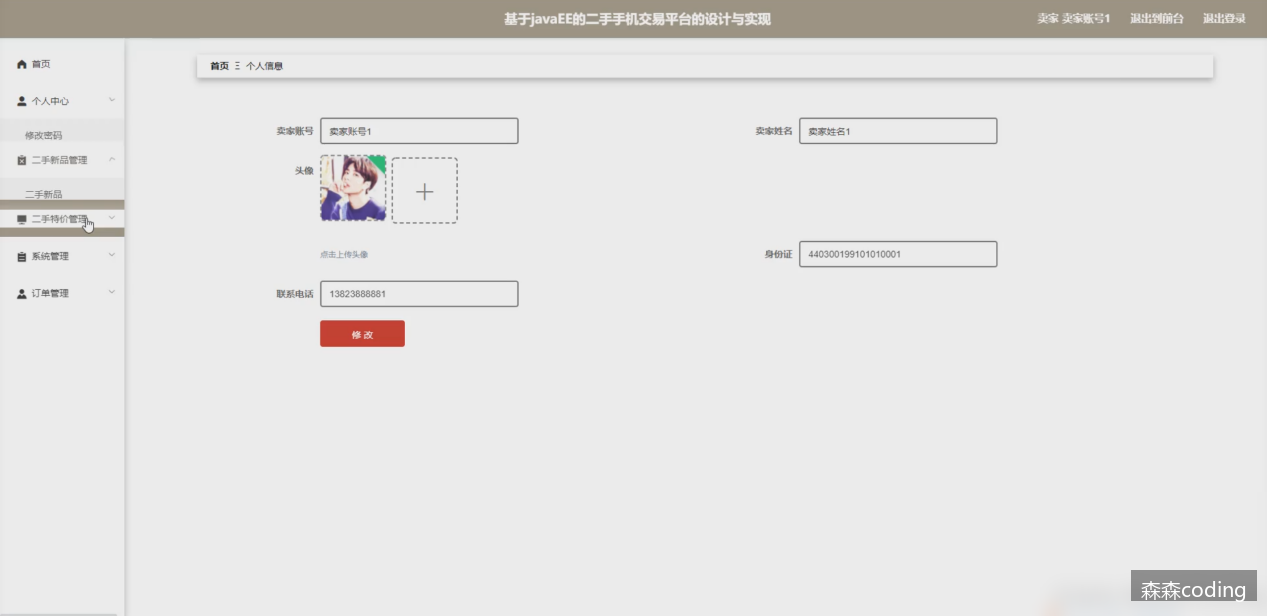 基于javaEE的二手手机交易平台的设计与实现
卖家 卖家账号1 退出到前台 退出登录
首页
个人中心
修改密码
二手新品管理
二手新品
二手特价管理
系统管理
订单管理
首页 Ξ 个人信息
卖家账号 卖家账号1
卖家姓名 卖家姓名1
头像
点击上传头像
身份证 440300199101010001
联系电话 13823888881
修 改
森森coding